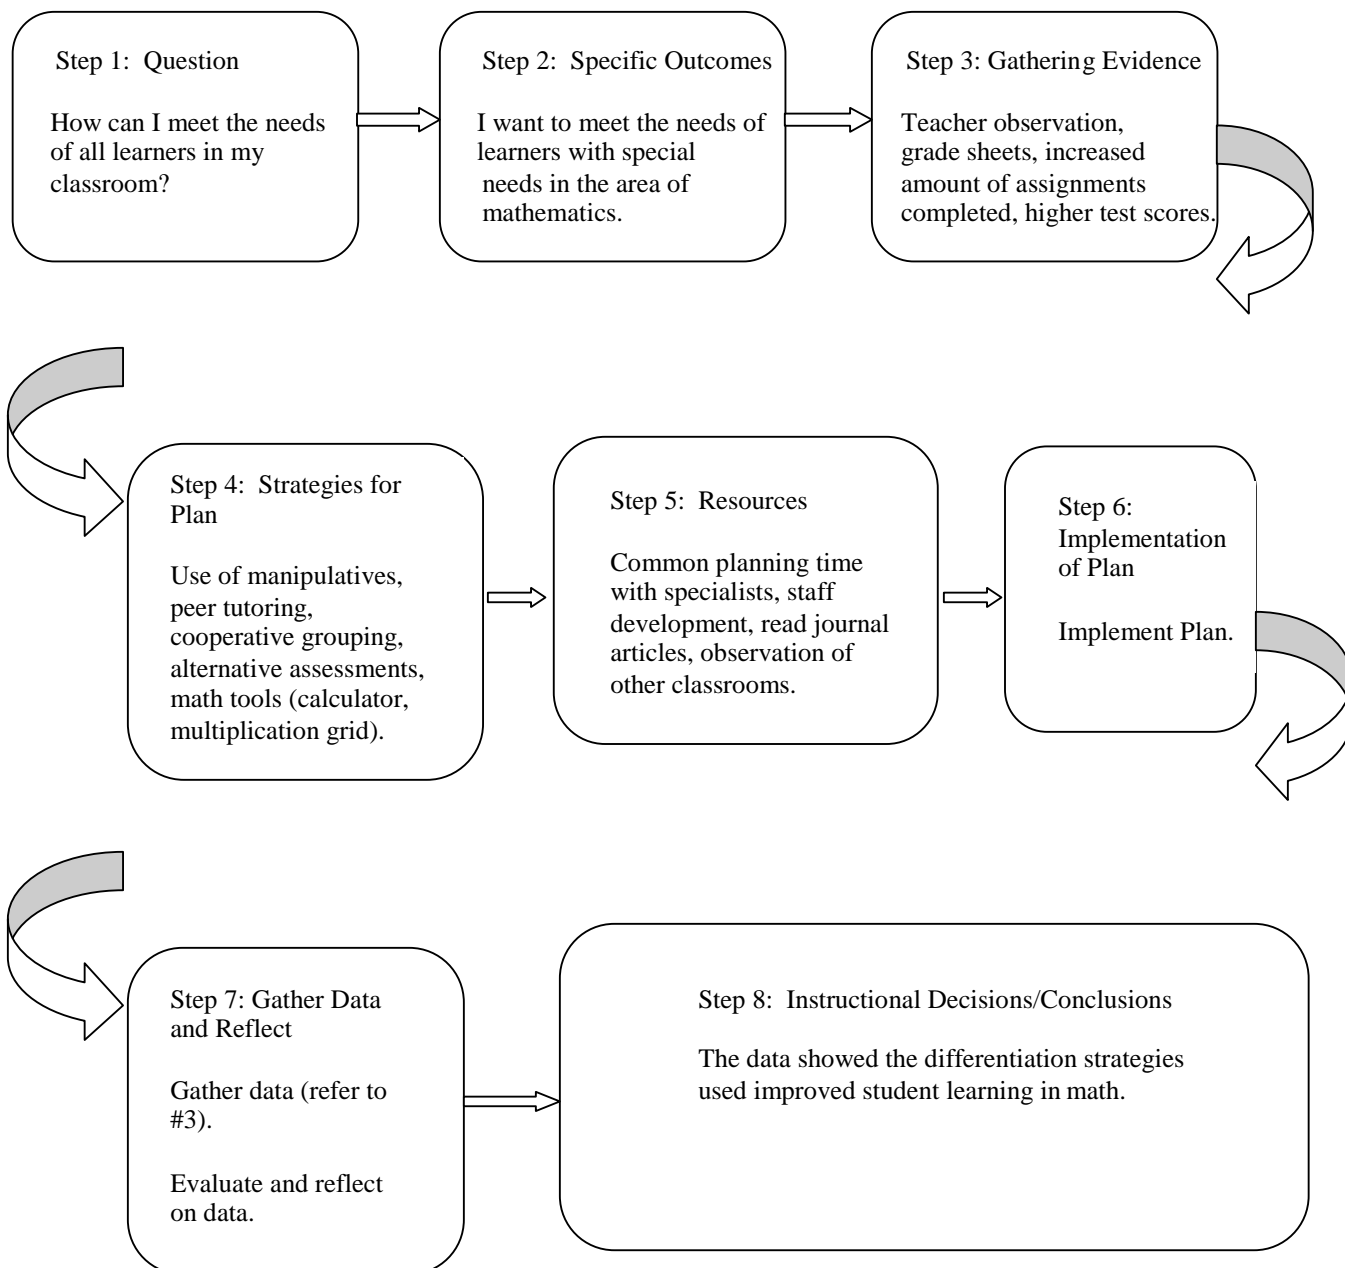 Step 1:  Question
How can I meet the needs
of all learners in my
classroom?
Step 2:  Specific Outcomes
I want to meet the needs of
learners with special
needs in the area of
mathematics.
Step 3: Gathering Evidence
Teacher observation,
grade sheets, increased
amount of assignments
completed, higher test scores.
Step 4:  Strategies for
Plan
Use of manipulatives,
peer tutoring,
cooperative grouping,
alternative assessments,
math tools (calculator,
multiplication grid).
Step 5:  Resources
Common planning time
with specialists, staff
development, read journal
articles, observation of
other classrooms.
Step 6:
Implementation
of Plan
Implement Plan.
Step 7: Gather Data
and Reflect
Gather data (refer to
#3).
Evaluate and reflect
on data.
Step 8:  Instructional Decisions/Conclusions
The data showed the differentiation strategies
used improved student learning in math.